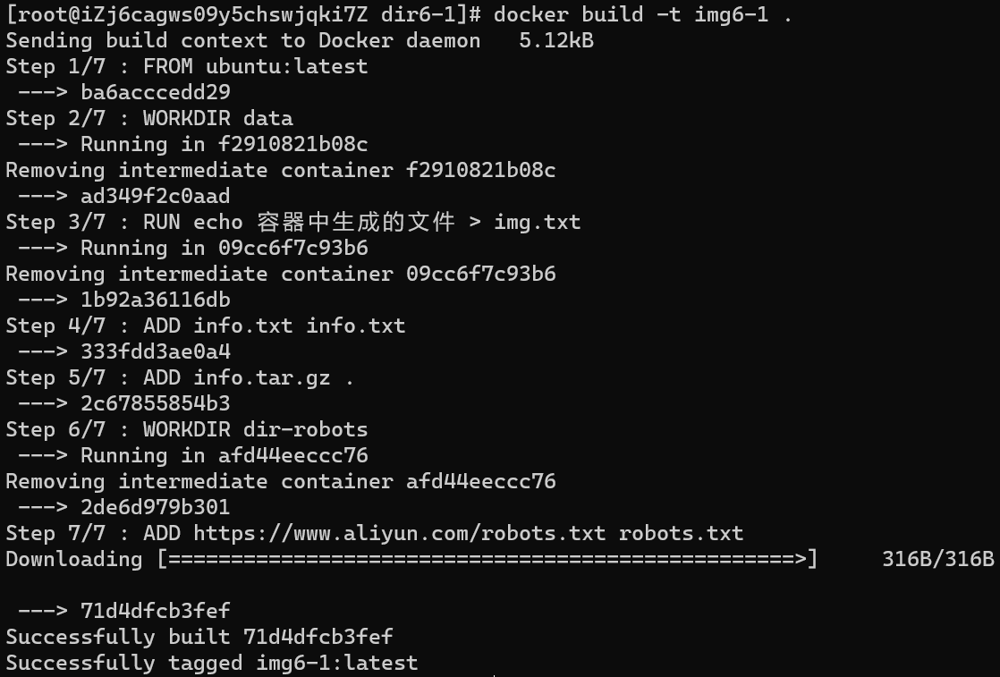 [root@iZj6cagws09y5chswjqki7Z dir6-1]# docker build -t img6-1 .
Sending build context to Docker daemon   5.12kB
Step 1/7 : FROM ubuntu:latest
 ---> ba6acccedd29
Step 2/7 : WORKDIR data
 ---> Running in f2910821b08c
Removing intermediate container f2910821b08c
 ---> ad349f2c0aad
Step 3/7 : RUN echo 容器中生成的文件 > img.txt
 ---> Running in 09cc6f7c93b6
Removing intermediate container 09cc6f7c93b6
 ---> 1b92a36116db
Step 4/7 : ADD info.txt info.txt
 ---> 333fdd3ae0a4
Step 5/7 : ADD info.tar.gz .
 ---> 2c67855854b3
Step 6/7 : WORKDIR dir-robots
 ---> Running in afd44eeccc76
Removing intermediate container afd44eeccc76
 ---> 2de6d979b301
Step 7/7 : ADD https://www.aliyun.com/robots.txt robots.txt
Downloading [==================================================>]     316B/316B
 ---> 71d4dfcb3fef
Successfully built 71d4dfcb3fef
Successfully tagged img6-1:latest